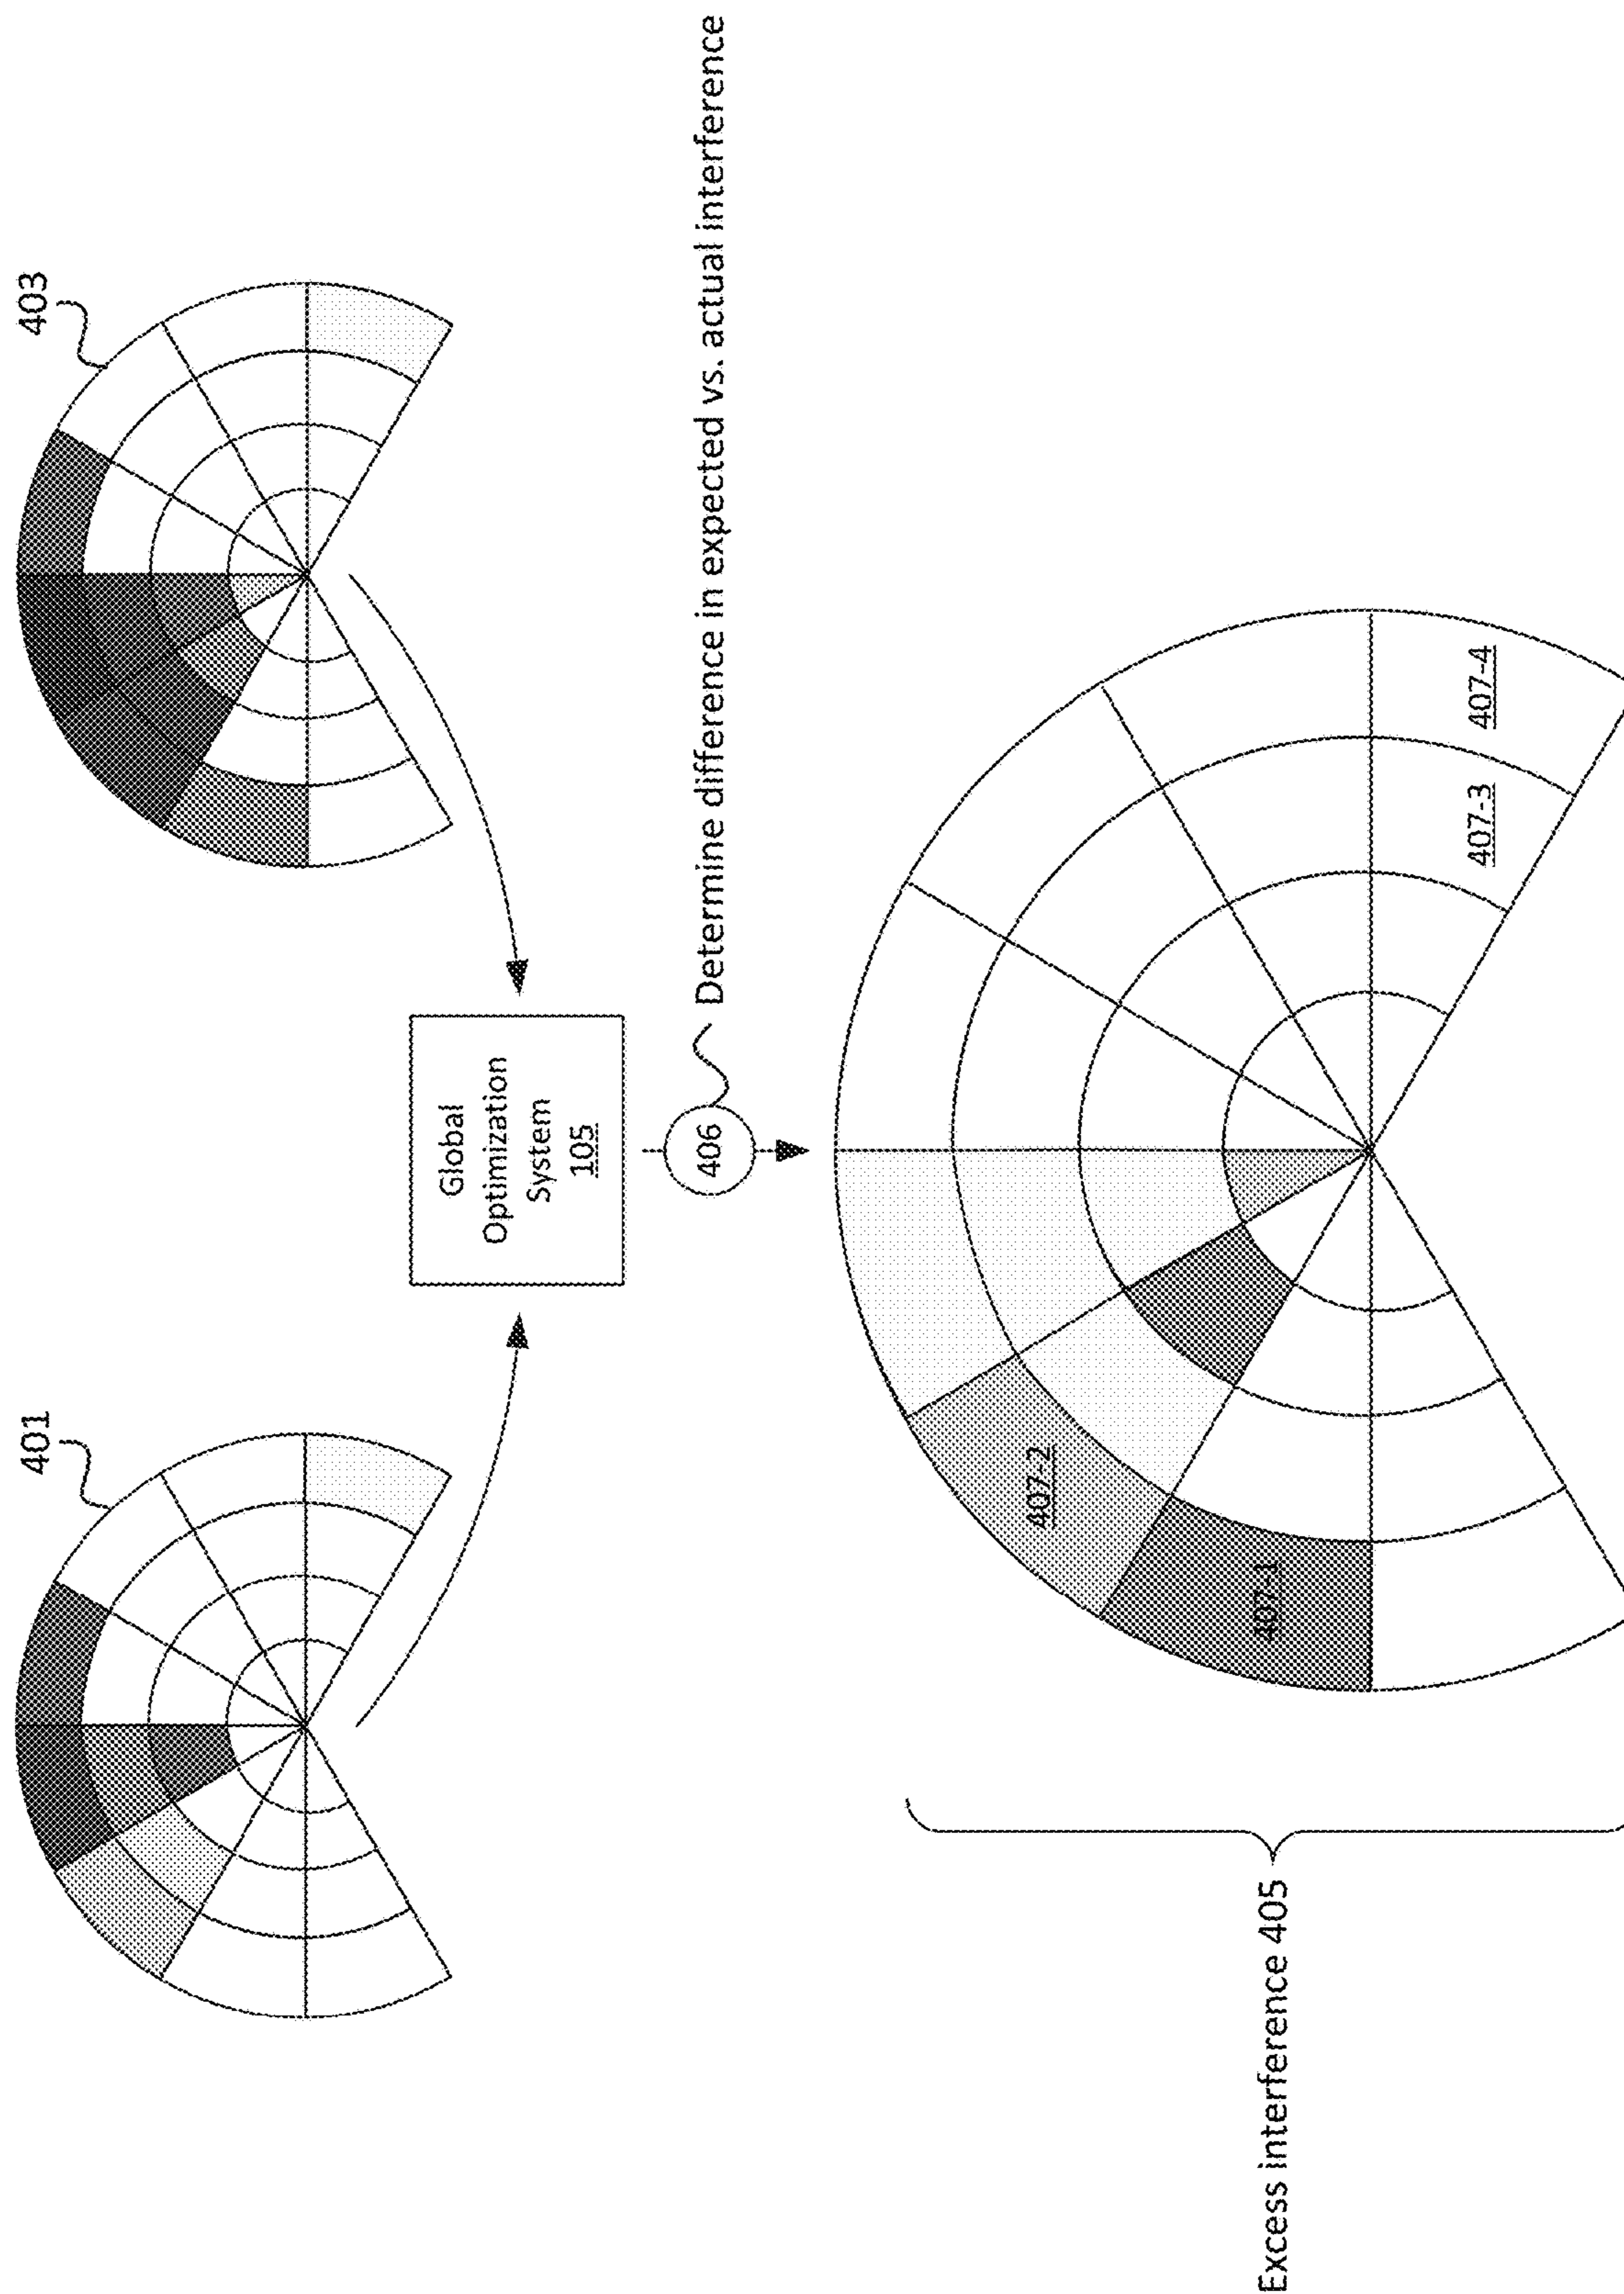 401
403
Global
Optimization
System
105
406
Determine difference in expected vs. actual interference
407-2
407-1
407-3
407-4
Excess interference 405